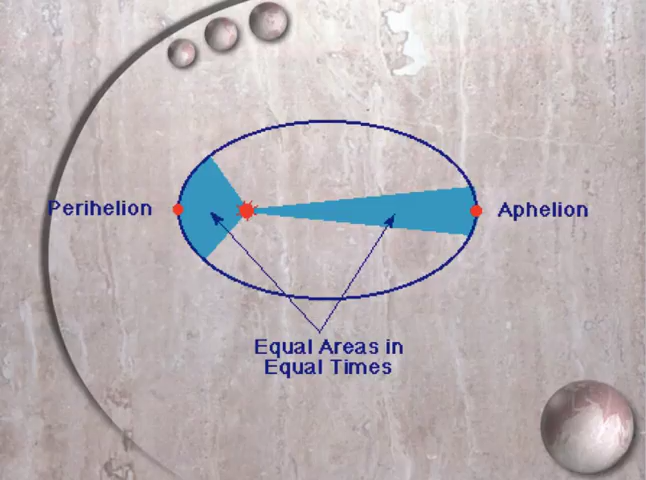 Perihelion
Aphelion
Equal Areas in
Equal Times